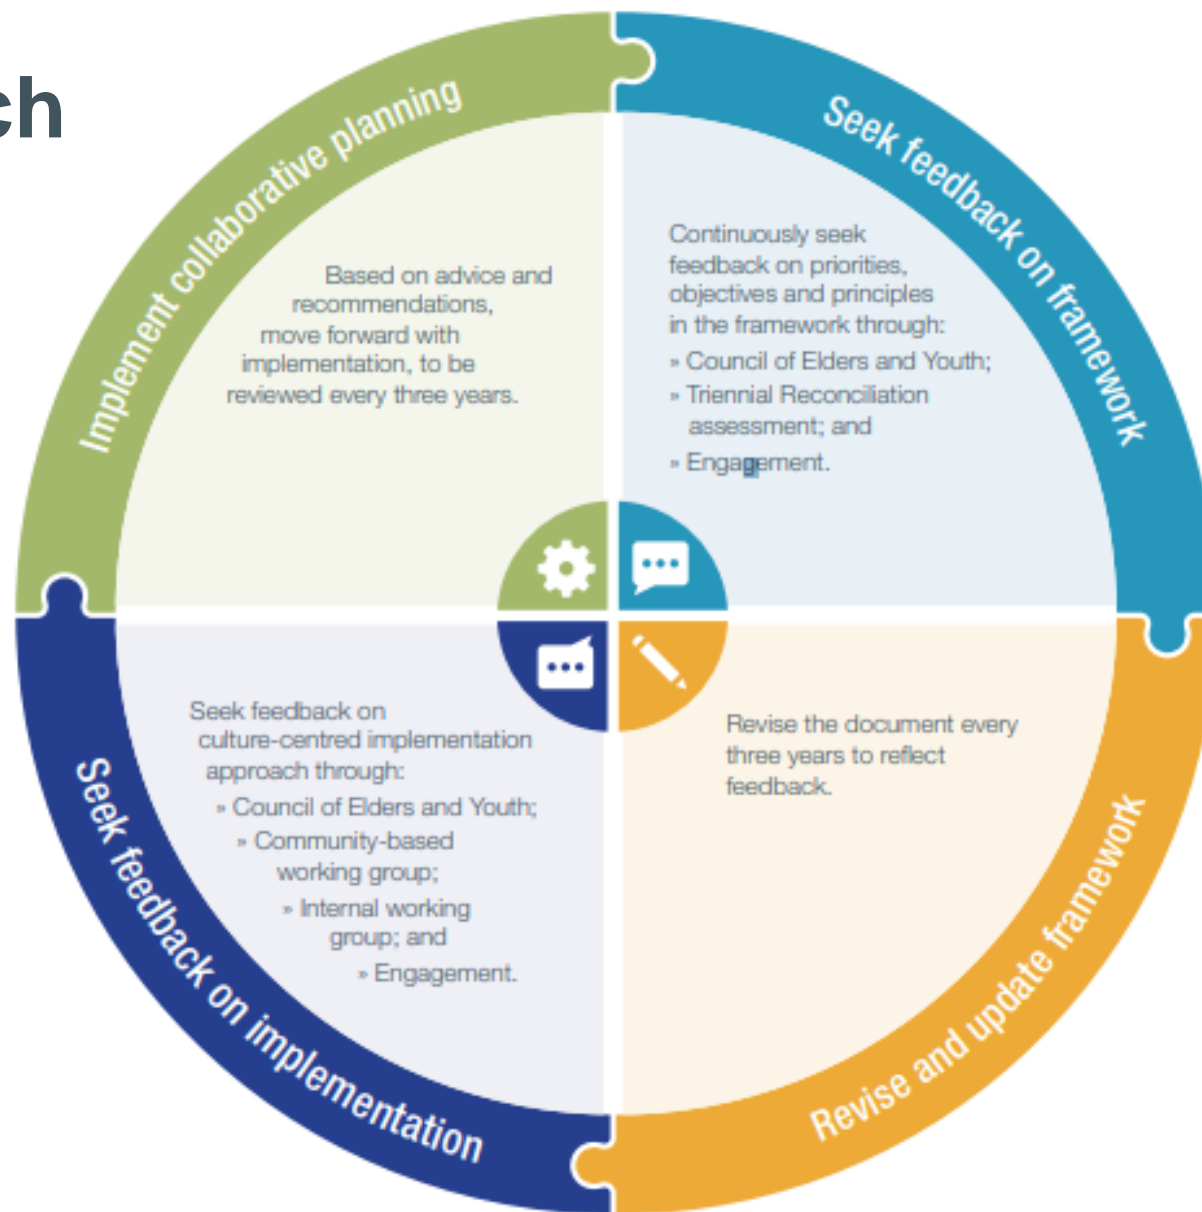 ch
Implement collaborative planning
Based on advice and
recommendations,
move forward with
implementation, to be
reviewed every three years.
Seek feedback on framework
Continuously seek
feedback on priorities,
objectives and principles
in the framework through:
» Council of Elders and Youth;
» Triennial Reconciliation
assessment; and
» Engagement.
Seek feedback on implementation
Seek feedback on
culture-centred implementation
approach through:
» Council of Elders and Youth;
» Community-based
working group;
» Internal working
group; and
» Engagement.
Revise and update framework
Revise the document every
three years to reflect
feedback.